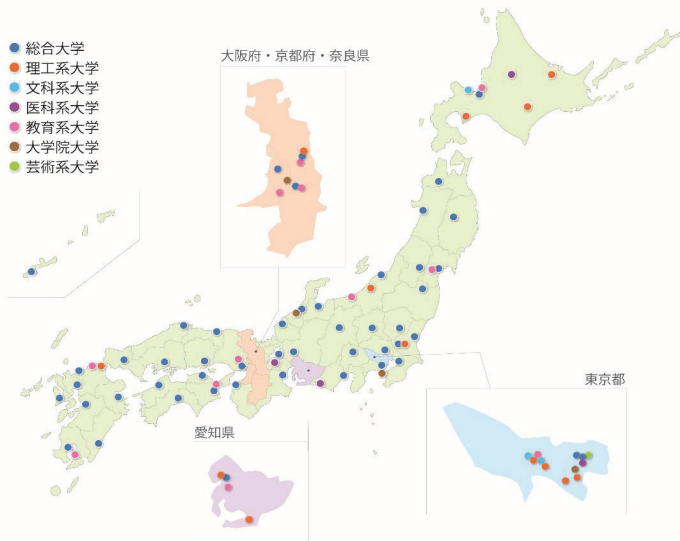 総合大学
理工系大学
文科系大学
医科系大学
教育系大学
大学院大学
芸術系大学
大阪府・京都府・奈良県
東京都
愛知県